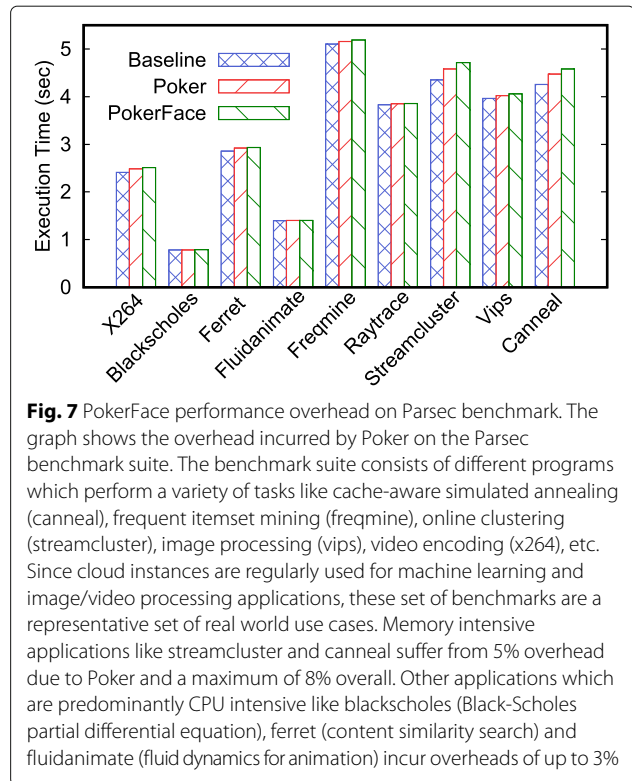 5
4
3
2
1
0
Execution Time (sec)
Baseline
Poker
PokerFace
X264
Blackscholes
Ferret
Fluidanimate
Freqmine
Raytrace
Streamcluster
Vips
Canneal
Fig. 7 PokerFace performance overhead on Parsec benchmark. The
graph shows the overhead incurred by Poker on the Parsec
benchmark suite. The benchmark suite consists of different programs
which perform a variety of tasks like cache-aware simulated annealing
(canneal), frequent itemset mining (freqmine), online clustering
(streamcluster), image processing (vips), video encoding (x264), etc.
Since cloud instances are regularly used for machine learning and
image/video processing applications, these set of benchmarks are a
representative set of real world use cases. Memory intensive
applications like streamcluster and canneal suffer from 5% overhead
due to Poker and a maximum of 8% overall. Other applications which
are predominantly CPU intensive like blackscholes (Black-Scholes
partial differential equation), ferret (content similarity search) and
fluidanimate (fluid dynamics for animation) incur overheads of up to 3%